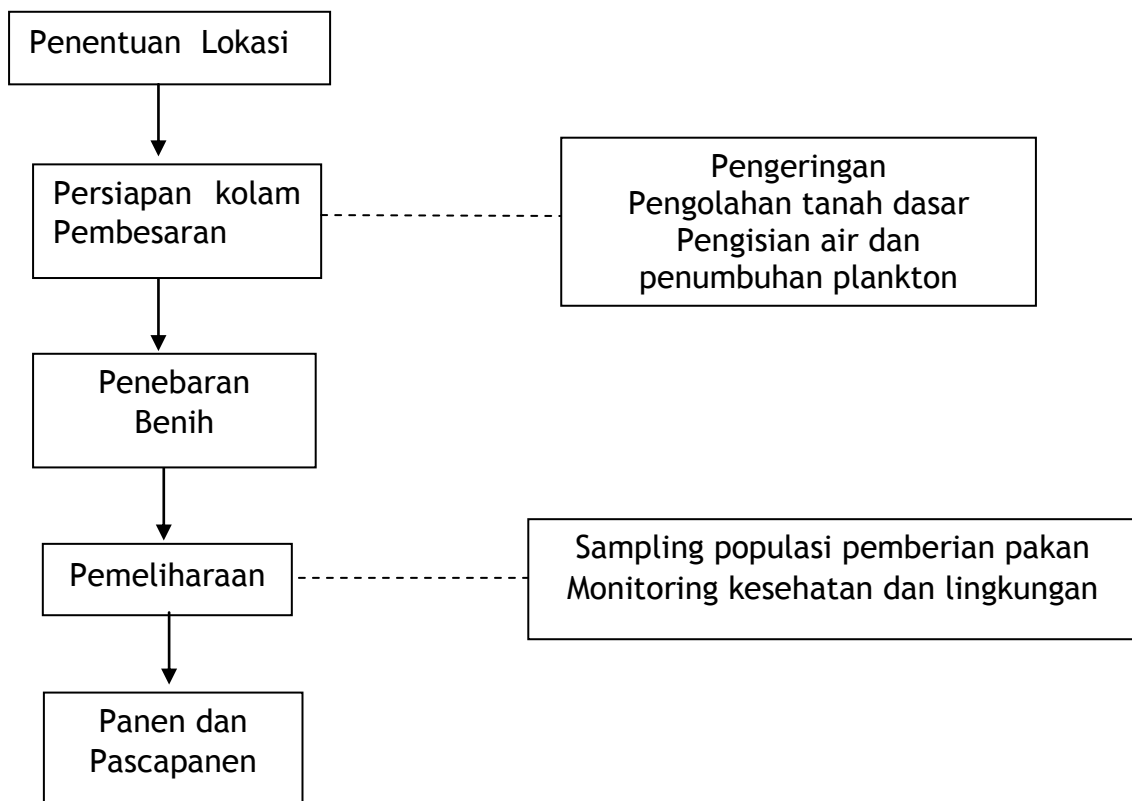 Penentuan Lokasi
Persiapan kolam
Pembesaran
Pengeringan
Pengolahan tanah dasar
Pengisian air dan
penumbuhan plankton
Penebaran
Benih
Pemeliharaan
Sampling populasi pemberian pakan
Monitoring kesehatan dan lingkungan
Panen dan
Pascapanen